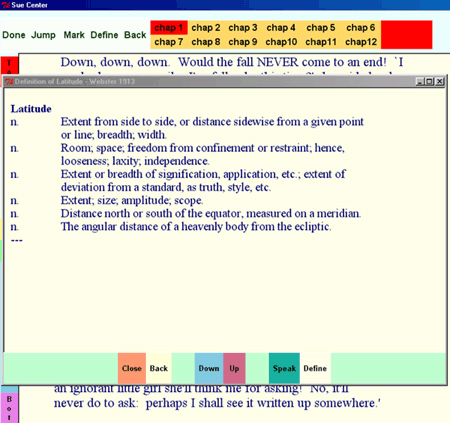 Sue Center
Done Jump Mark Define Back
chap 1 chap 2 chap 3 chap 4 chap 5 chap 6
chap 7 chap 8 chap 9 chap10 chap11 chap12
T
Down, down, down. Would the fall NEVER come to an end! `I
Definition of Latitude - Webster 1913
Latitude
n. Extent from side to side, or distance sidewise from a given point
or line; breadth; width.
n. Room; space; freedom from confinement or restraint; hence,
looseness; laxity; independence.
n. Extent or breadth of signification, application, etc.; extent of
deviation from a standard, as truth, style, etc.
n. Extent; size; amplitude; scope.
n. Distance north or south of the equator, measured on a meridian.
n. The angular distance of a heavenly body from the ecliptic.
---
Close Back Down Up Speak Define
an ignorant little girl she'll think me for asking! No, it'll
never do to ask: perhaps I shall see it written up somewhere.'
B
o
t